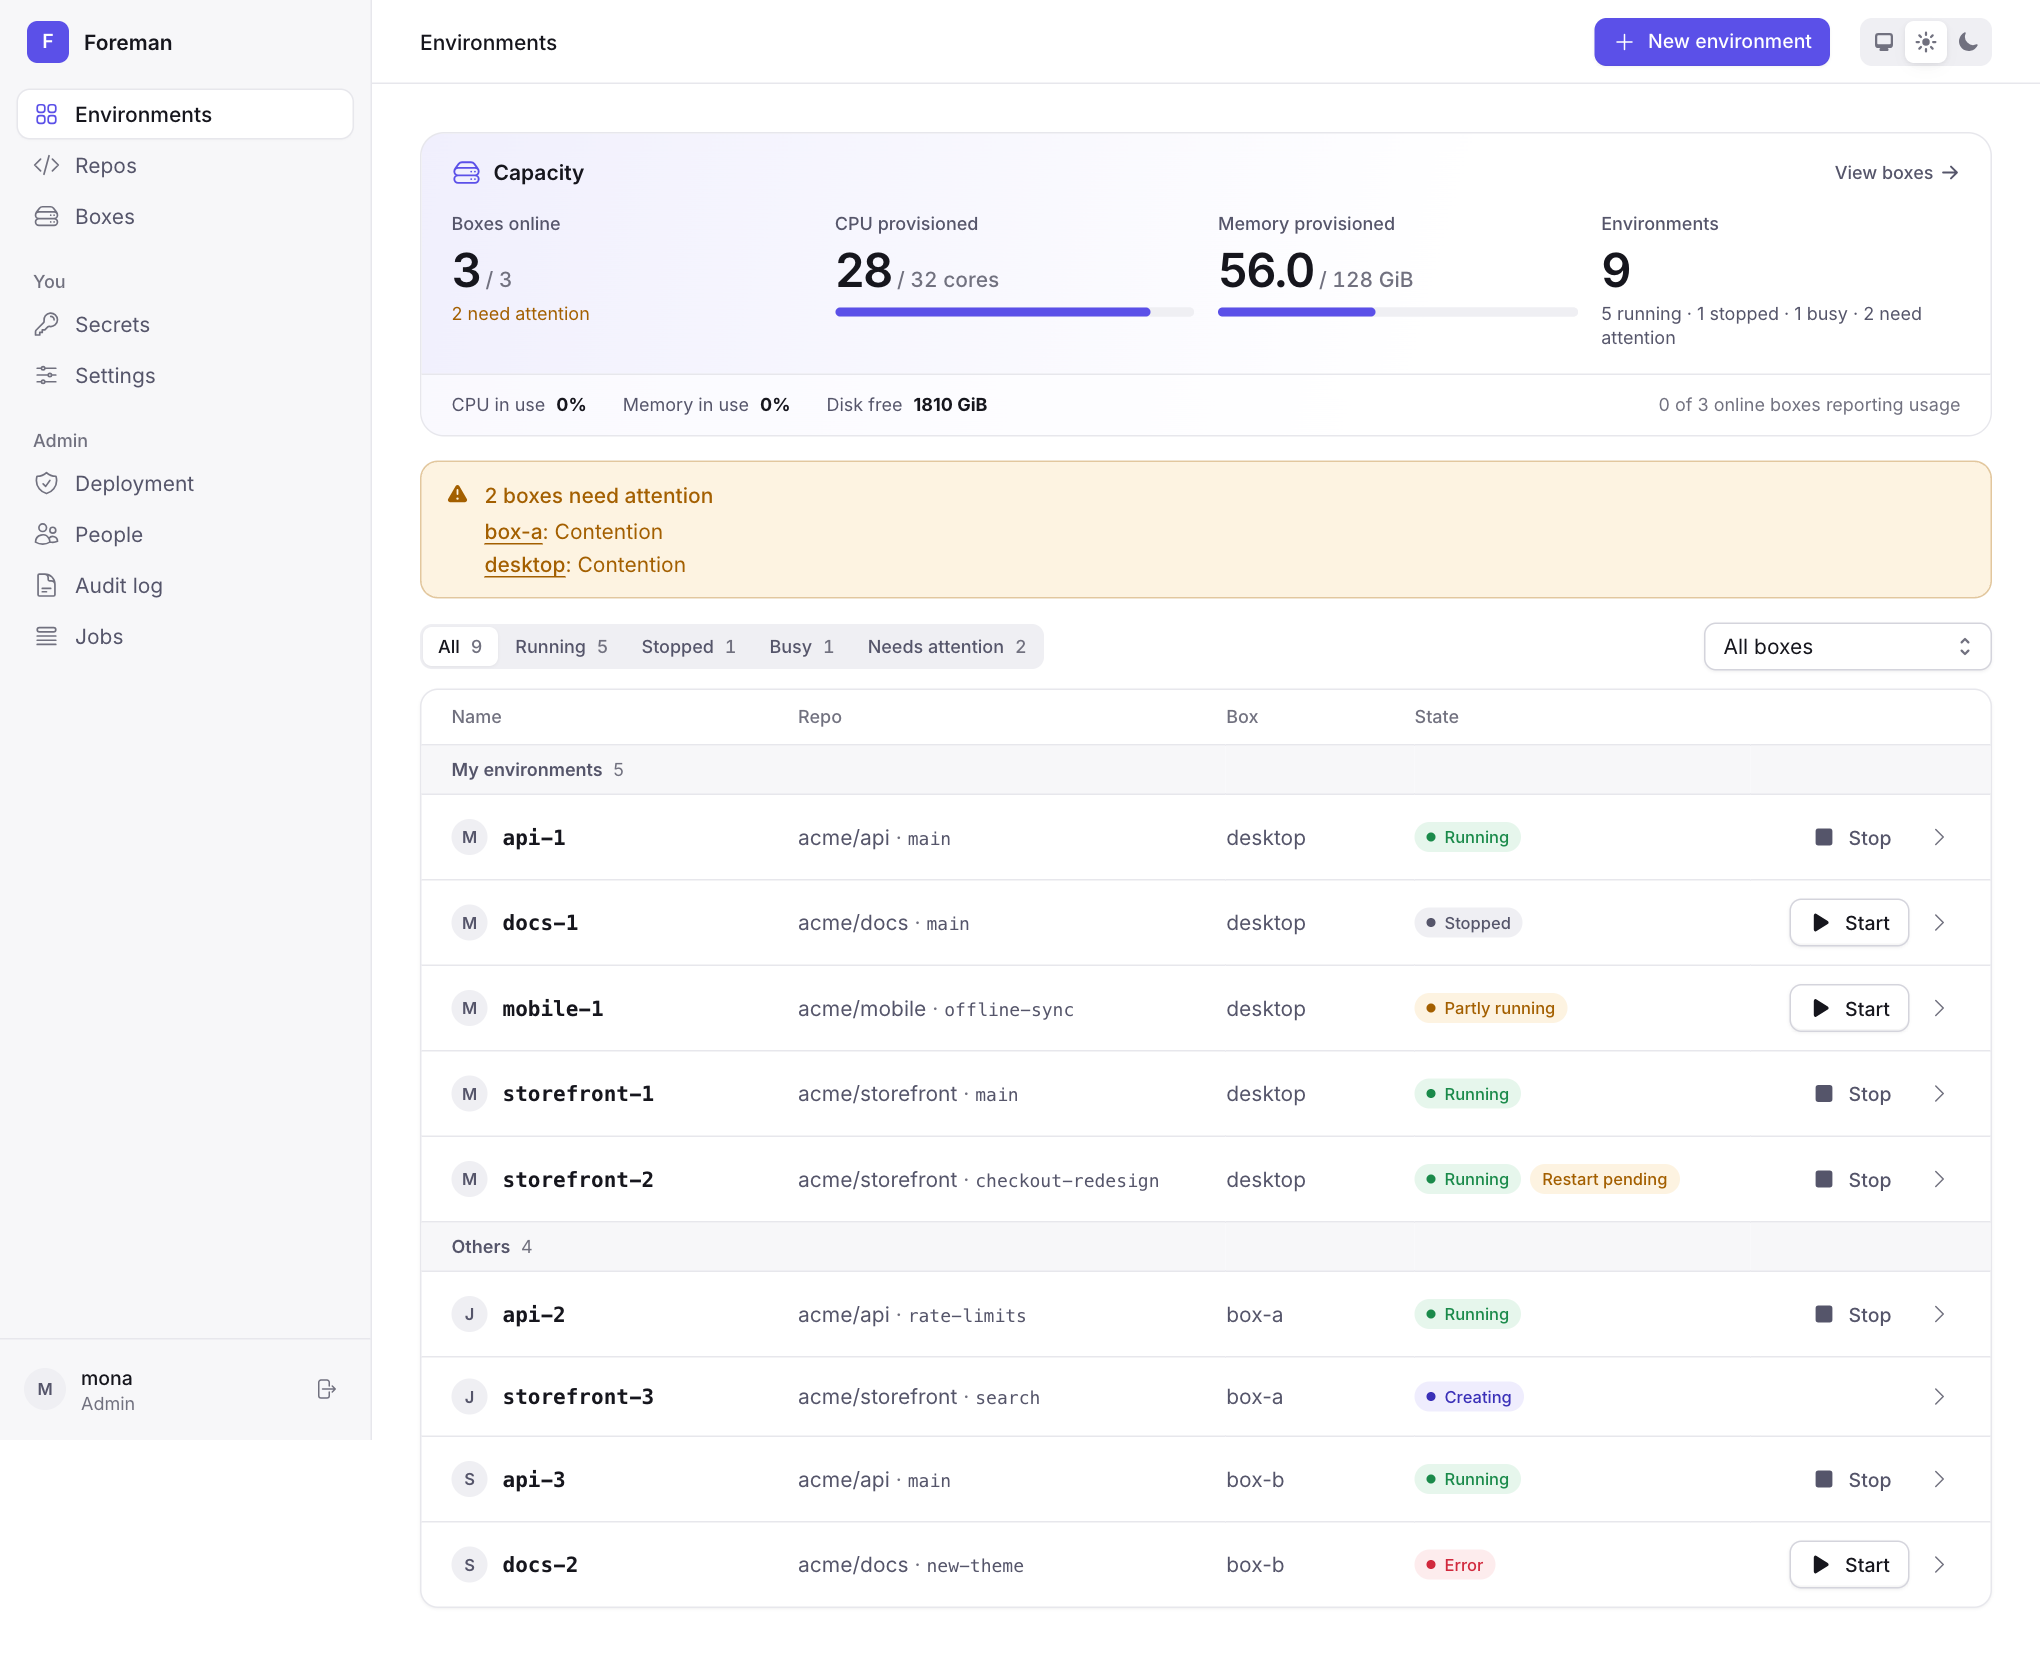 F Foreman
Environments
Repos
Boxes
You
Secrets
Settings
Admin
Deployment
People
Audit log
Jobs
M mona
Admin
Environments
New environment
Capacity
View boxes
Boxes online
3 / 3
2 need attention
CPU provisioned
28 / 32 cores
Memory provisioned
56.0 / 128 GiB
Environments
9
5 running · 1 stopped · 1 busy · 2 need
attention
CPU in use 0% Memory in use 0% Disk free 1810 GiB
0 of 3 online boxes reporting usage
2 boxes need attention
box-a: Contention
desktop: Contention
All 9 Running 5 Stopped 1 Busy 1 Needs attention 2
All boxes
Name Repo Box State
My environments 5
M api-1 acme/api · main desktop Running Stop
M docs-1 acme/docs · main desktop Stopped Start
M mobile-1 acme/mobile · offline-sync desktop Partly running Start
M storefront-1 acme/storefront · main desktop Running Stop
M storefront-2 acme/storefront · checkout-redesign desktop Running Restart pending Stop
Others 4
J api-2 acme/api · rate-limits box-a Running Stop
J storefront-3 acme/storefront · search box-a Creating
S api-3 acme/api · main box-b Running Stop
S docs-2 acme/docs · new-theme box-b Error Start